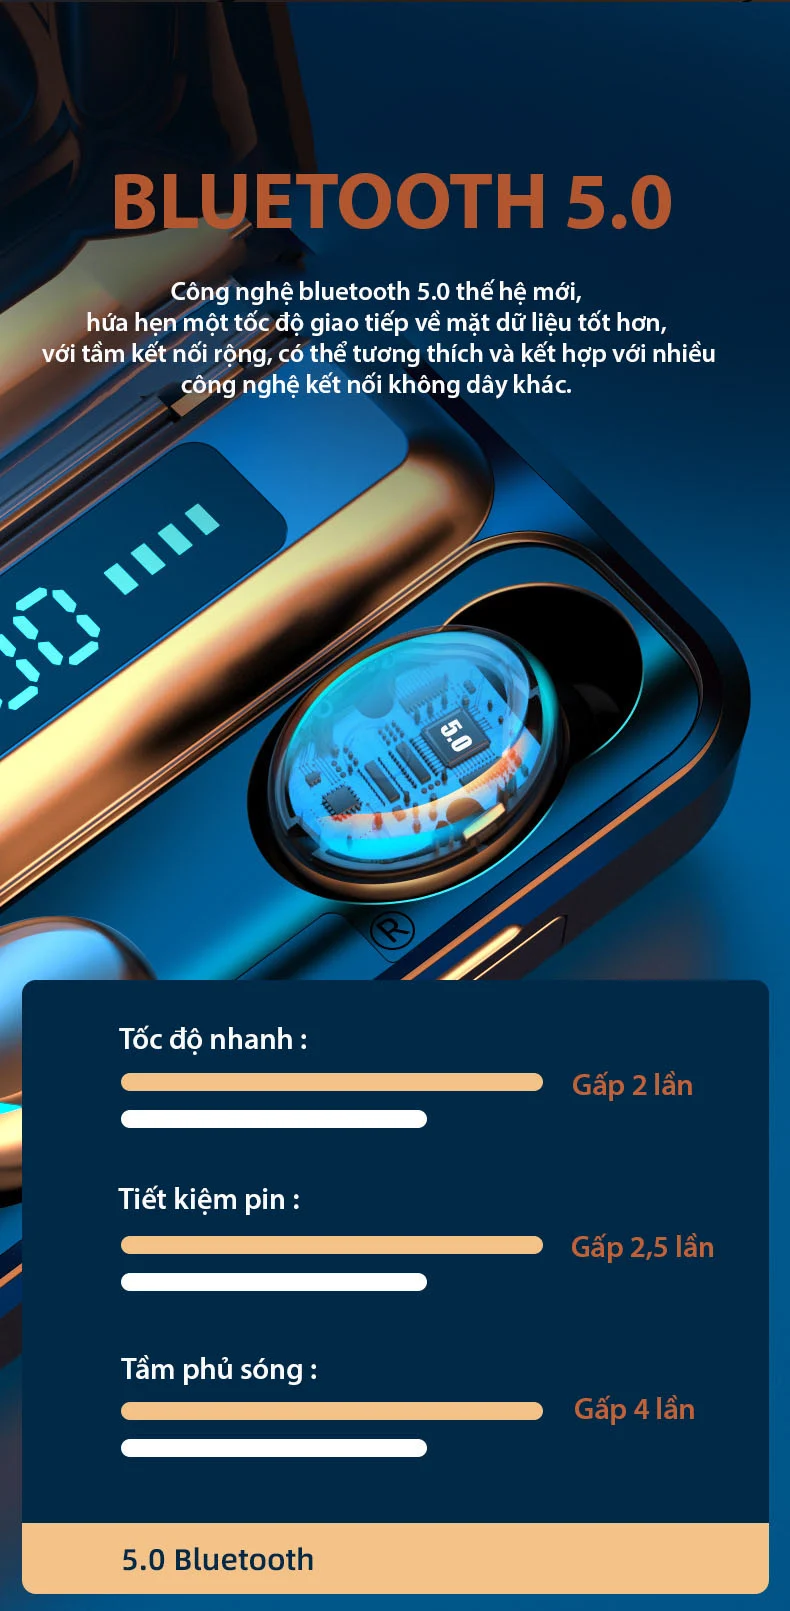 BLUETOOTH 5.0
Công nghệ bluetooth 5.0 thế hệ mới,
hứa hẹn một tốc độ giao tiếp về mặt dữ liệu tốt hơn,
với tầm kết nối rộng, có thể tương thích và kết hợp với nhiều
công nghệ kết nối không dây khác.
5.0
®
Tốc độ nhanh :
Gấp 2 lần
Tiết kiệm pin :
Gấp 2,5 lần
Tầm phủ sóng :
Gấp 4 lần
5.0 Bluetooth